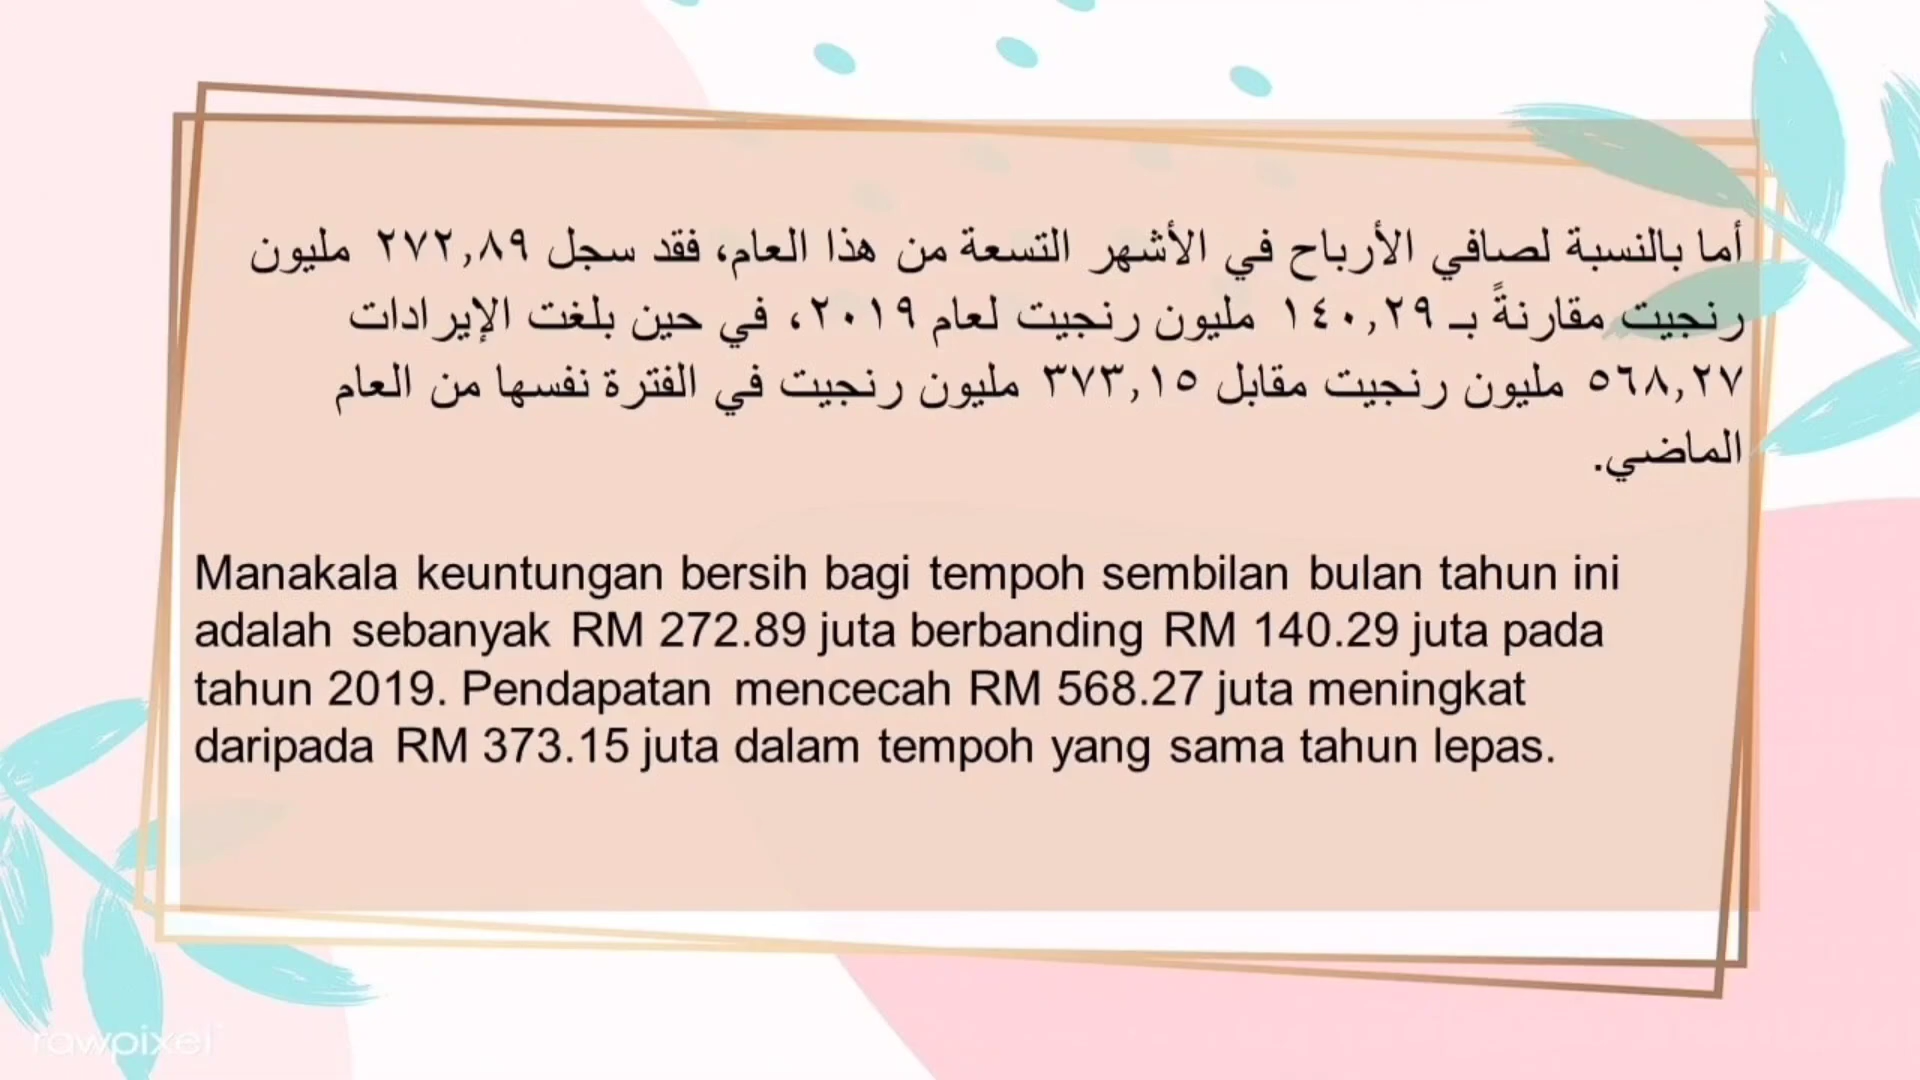 أما بالنسبة لصافي الأرباح في الأشهر التسعة من هذا العام، فقد سجل ٢٧٢,٨٩ مليون
رنجيت مقارنةً بـ ١٤٠,٢٩ مليون رنجيت لعام ٢٠١٩، في حين بلغت الإيرادات
٥٦٨,٢٧ مليون رنجيت مقابل ٣٧٣,١٥ مليون رنجيت في الفترة نفسها من العام
الماضي.
Manakala keuntungan bersih bagi tempoh sembilan bulan tahun ini
adalah sebanyak RM 272.89 juta berbanding RM 140.29 juta pada
tahun 2019. Pendapatan mencecah RM 568.27 juta meningkat
daripada RM 373.15 juta dalam tempoh yang sama tahun lepas.
rawpixel